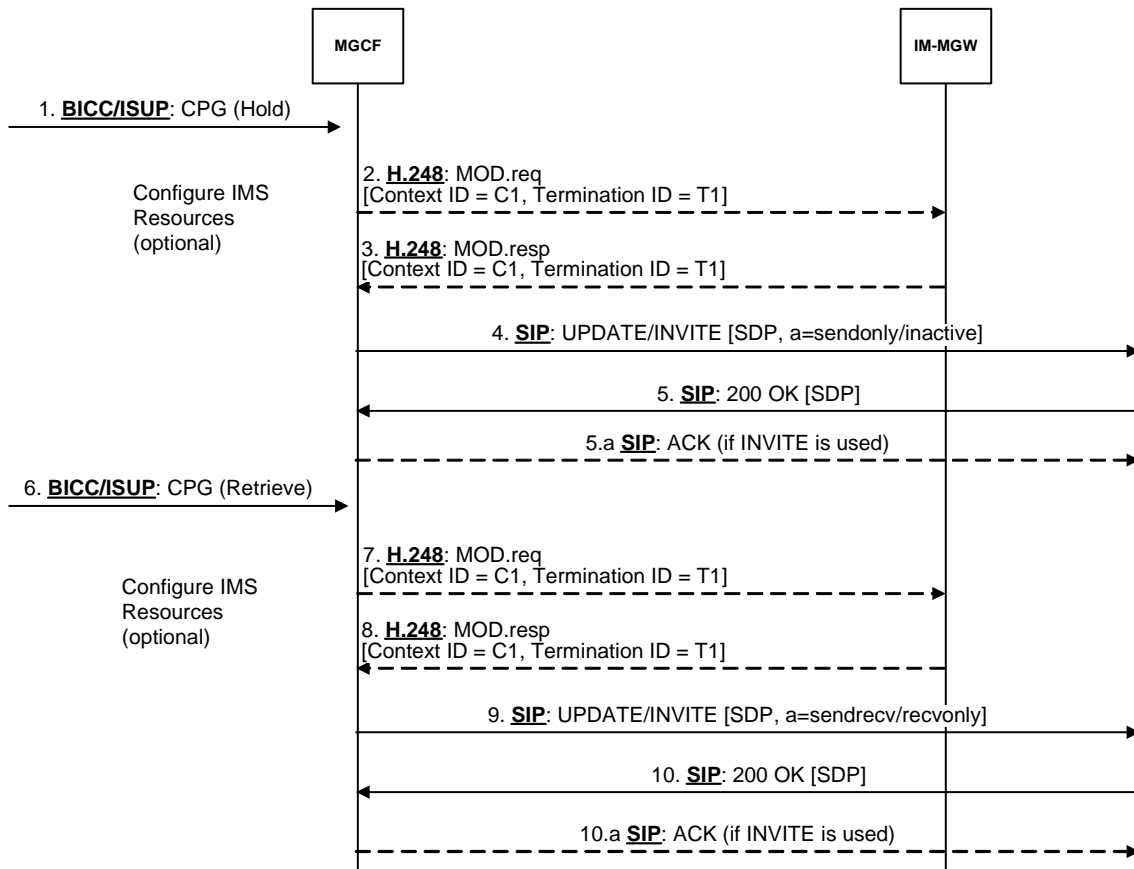 MGCF
IM-MGW
1. BICC/ISUP: CPG (Hold)
Configure IMS
Resources
(optional)
2. H.248: MOD.req
[Context ID = C1, Termination ID = T1]
3. H.248: MOD.resp
[Context ID = C1, Termination ID = T1]
4. SIP: UPDATE/INVITE [SDP, a=sendonly/inactive]
5. SIP: 200 OK [SDP]
5.a SIP: ACK (if INVITE is used)
6. BICC/ISUP: CPG (Retrieve)
Configure IMS
Resources
(optional)
7. H.248: MOD.req
[Context ID = C1, Termination ID = T1]
8. H.248: MOD.resp
[Context ID = C1, Termination ID = T1]
9. SIP: UPDATE/INVITE [SDP, a=sendrecv/recvonly]
10. SIP: 200 OK [SDP]
10.a SIP: ACK (if INVITE is used)